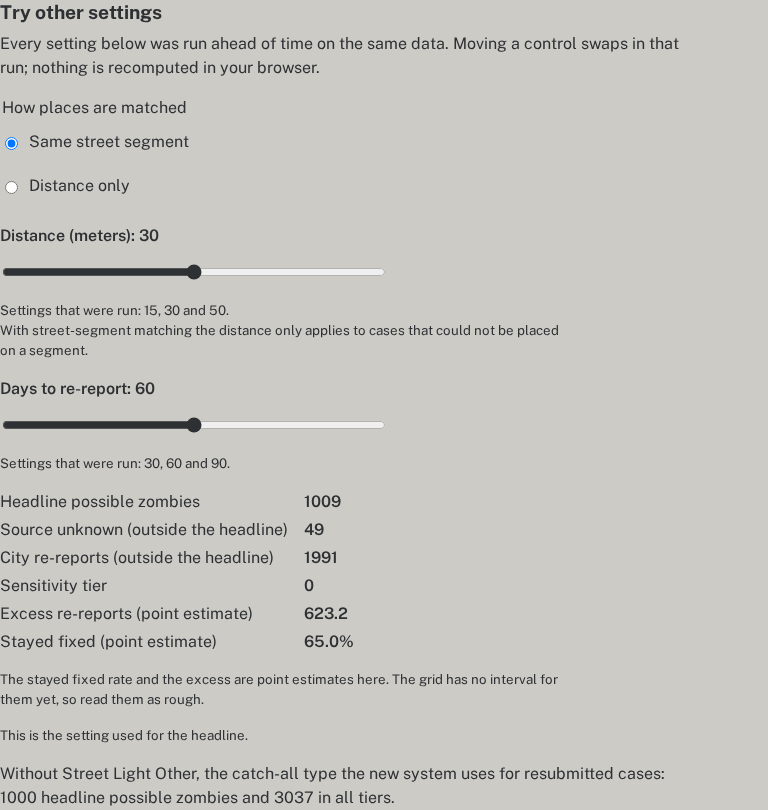 Try other settings
Every setting below was run ahead of time on the same data. Moving a control swaps in that
run; nothing is recomputed in your browser.
How places are matched
Same street segment
Distance only
Distance (meters): 30
Settings that were run: 15, 30 and 50.
With street-segment matching the distance only applies to cases that could not be placed
on a segment.
Days to re-report: 60
Settings that were run: 30, 60 and 90.
Headline possible zombies 1009
Source unknown (outside the headline) 49
City re-reports (outside the headline) 1991
Sensitivity tier 0
Excess re-reports (point estimate) 623.2
Stayed fixed (point estimate) 65.0%
The stayed fixed rate and the excess are point estimates here. The grid has no interval for
them yet, so read them as rough.
This is the setting used for the headline.
Without Street Light Other, the catch-all type the new system uses for resubmitted cases:
1000 headline possible zombies and 3037 in all tiers.